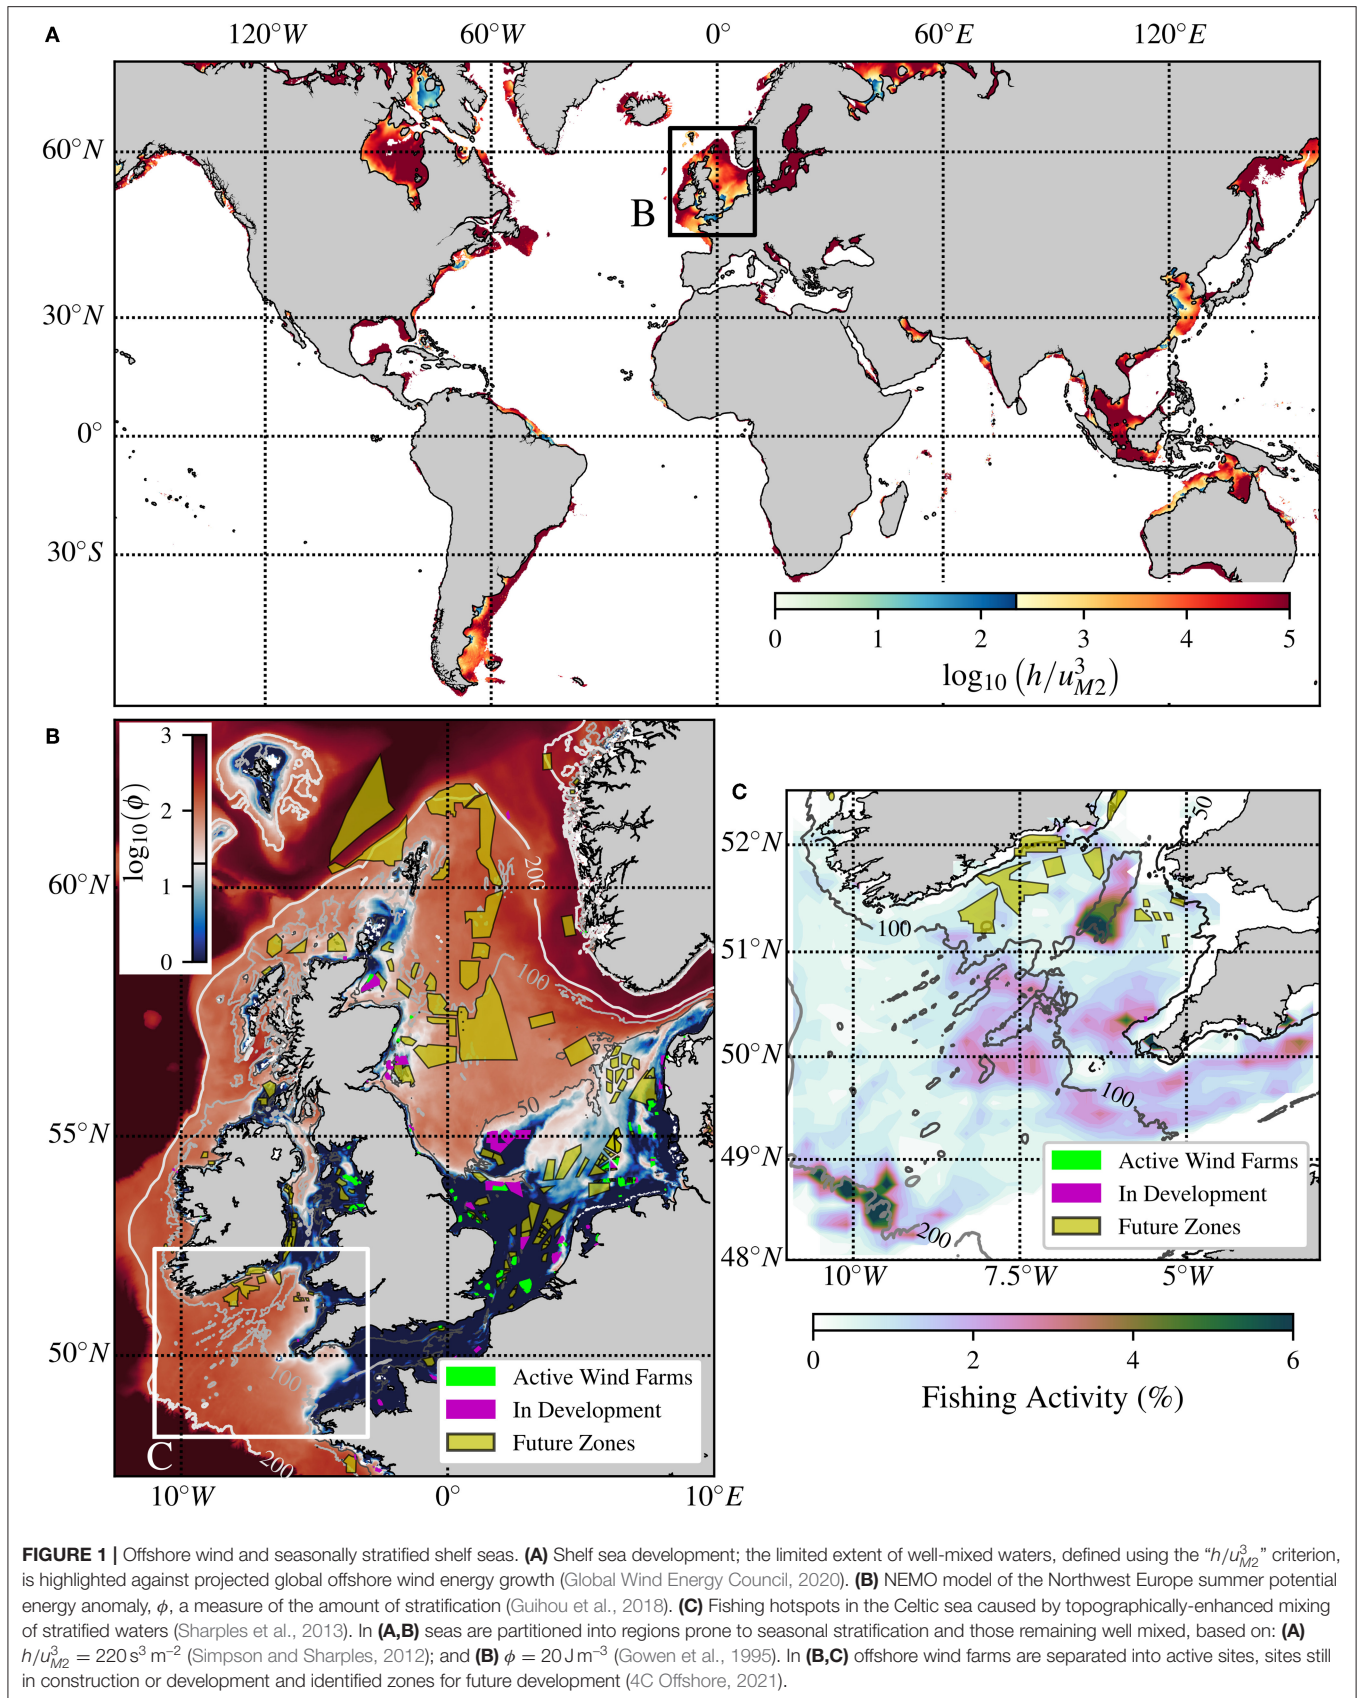 A
120°W 60°W 0° 60°E 120°E
60°N
30°N
0°
30°S
B
0 1 2 3 4 5
log10 (h/u³M2)
B
3
2
1
0
log10(ϕ)
60°N
55°N
50°N
200
100
50
100
200
C
Active Wind Farms
In Development
Future Zones
10°W 0° 10°E
C
52°N
51°N
50°N
49°N
48°N
50
100
100
200
Active Wind Farms
In Development
Future Zones
10°W 7.5°W 5°W
0 2 4 6
Fishing Activity (%)
FIGURE 1 | Offshore wind and seasonally stratified shelf seas. (A) Shelf sea development; the limited extent of well-mixed waters, defined using the “h/u³M2” criterion,
is highlighted against projected global offshore wind energy growth (Global Wind Energy Council, 2020). (B) NEMO model of the Northwest Europe summer potential
energy anomaly, ϕ, a measure of the amount of stratification (Guihou et al., 2018). (C) Fishing hotspots in the Celtic sea caused by topographically-enhanced mixing
of stratified waters (Sharples et al., 2013). In (A,B) seas are partitioned into regions prone to seasonal stratification and those remaining well mixed, based on: (A)
h/u³M2 = 220 s³ m⁻² (Simpson and Sharples, 2012); and (B) ϕ = 20 J m⁻³ (Gowen et al., 1995). In (B,C) offshore wind farms are separated into active sites, sites still
in construction or development and identified zones for future development (4C Offshore, 2021).